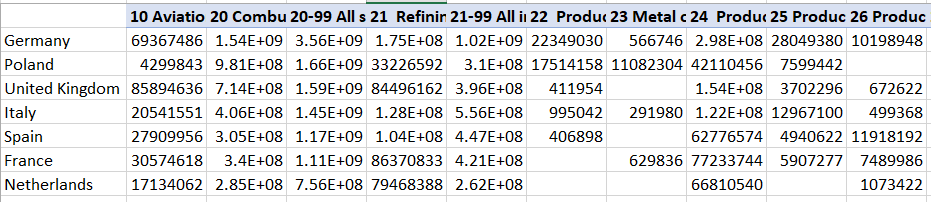 10 Aviatio 20 Combu 20-99 All s 21 Refinin 21-99 All i 22 Produc 23 Metal c 24 Produc 25 Produc 26 Produc
Germany 69367486 1.54E+09 3.56E+09 1.75E+08 1.02E+09 22349030 566746 2.98E+08 28049380 10198948
Poland 4299843 9.81E+08 1.66E+09 33226592 3.1E+08 17514158 11082304 42110456 7599442
United Kingdom 85894636 7.14E+08 1.59E+09 84496162 3.96E+08 411954 1.54E+08 3702296 672622
Italy 20541551 4.06E+08 1.45E+09 1.28E+08 5.56E+08 995042 291980 1.22E+08 12967100 499368
Spain 27909956 3.05E+08 1.17E+09 1.04E+08 4.47E+08 406898 62776574 4940622 11918192
France 30574618 3.4E+08 1.11E+09 86370833 4.21E+08 629836 77233744 5907277 7489986
Netherlands 17134062 2.85E+08 7.56E+08 79468388 2.62E+08 66810540 1073422